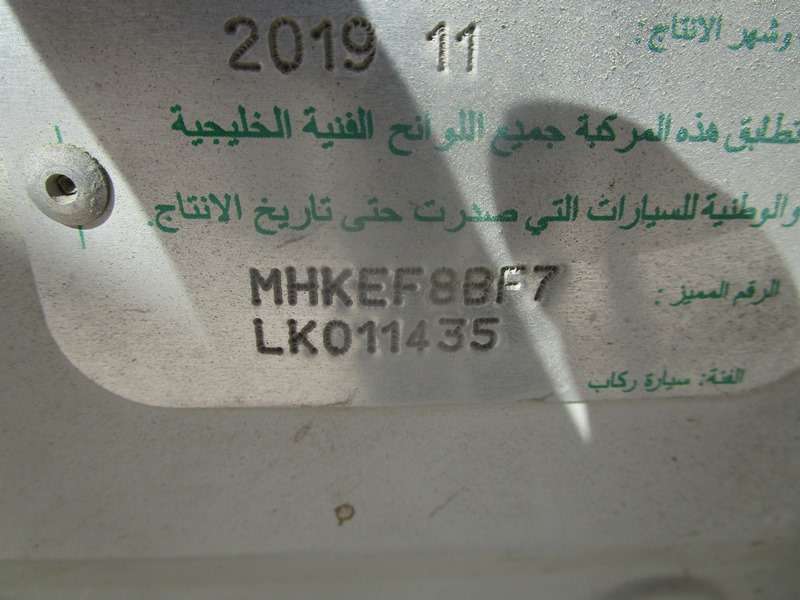 وشهر الانتاج: 2019 11
تطابق هذه المركبة جميع اللوائح الفنية الخليجية
والوطنية للسيارات التي صدرت حتى تاريخ الانتاج.
الرقم المميز: MHKEF8BF7
LK011435
الفئة: سيارة ركاب